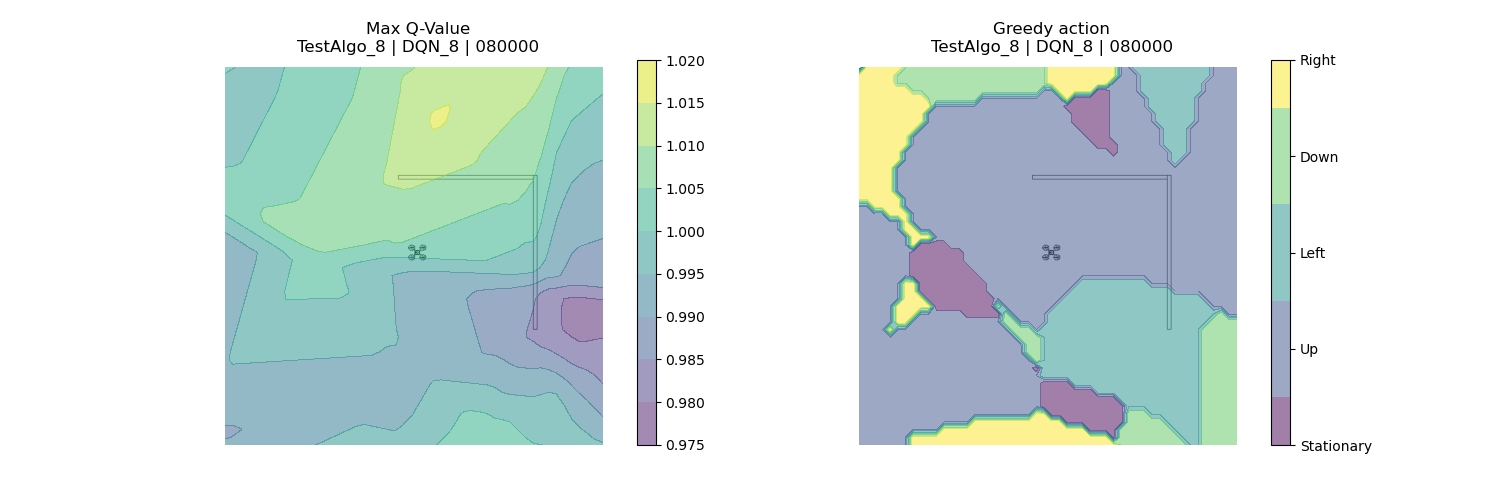 Max Q-Value
TestAlgo_8 | DQN_8 | 080000
1.020
1.015
1.010
1.005
1.000
0.995
0.990
0.985
0.980
0.975
Greedy action
TestAlgo_8 | DQN_8 | 080000
Right
Down
Left
Up
Stationary